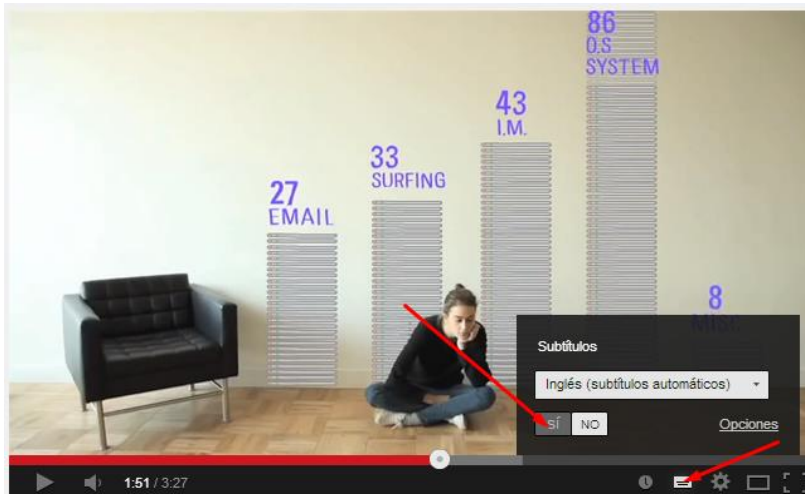 86
O.S
SYSTEM
43
I.M.
33
SURFING
27
EMAIL
8
MISC
Subtítulos
Inglés (subtítulos automáticos)
SÍ NO
Opciones
1:51 / 3:27